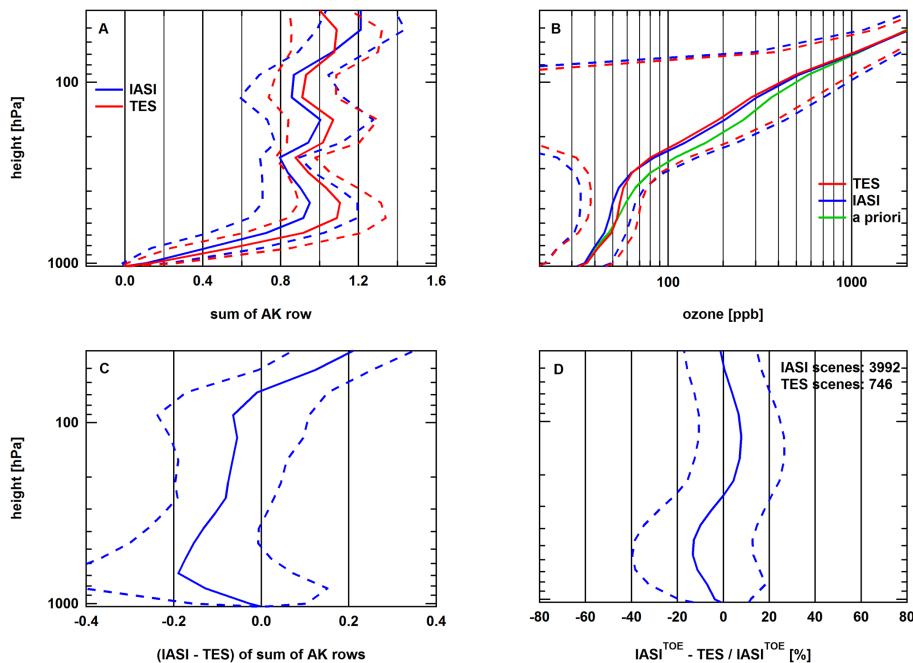 A
IASI
TES
100
1000
height [hPa]
0.0 0.4 0.8 1.2 1.6
sum of AK row
B
TES
IASI
a priori
100 1000
ozone [ppb]
C
100
1000
height [hPa]
-0.4 -0.2 0.0 0.2 0.4
(IASI - TES) of sum of AK rows
D
IASI scenes: 3992
TES scenes: 746
-80 -60 -40 -20 0 20 40 60 80
IASI^TOE - TES / IASI^TOE [%]